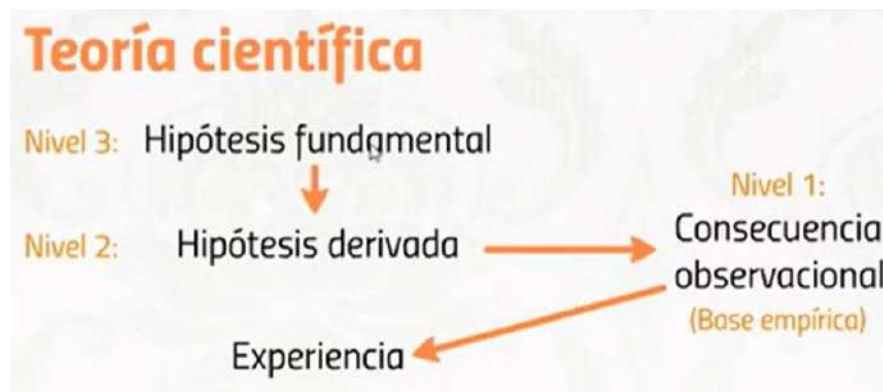 Teoría científica
Nivel 3: Hipótesis fundamental
Nivel 2: Hipótesis derivada
Nivel 1:
Consecuencia
observacional
(Base empírica)
Experiencia